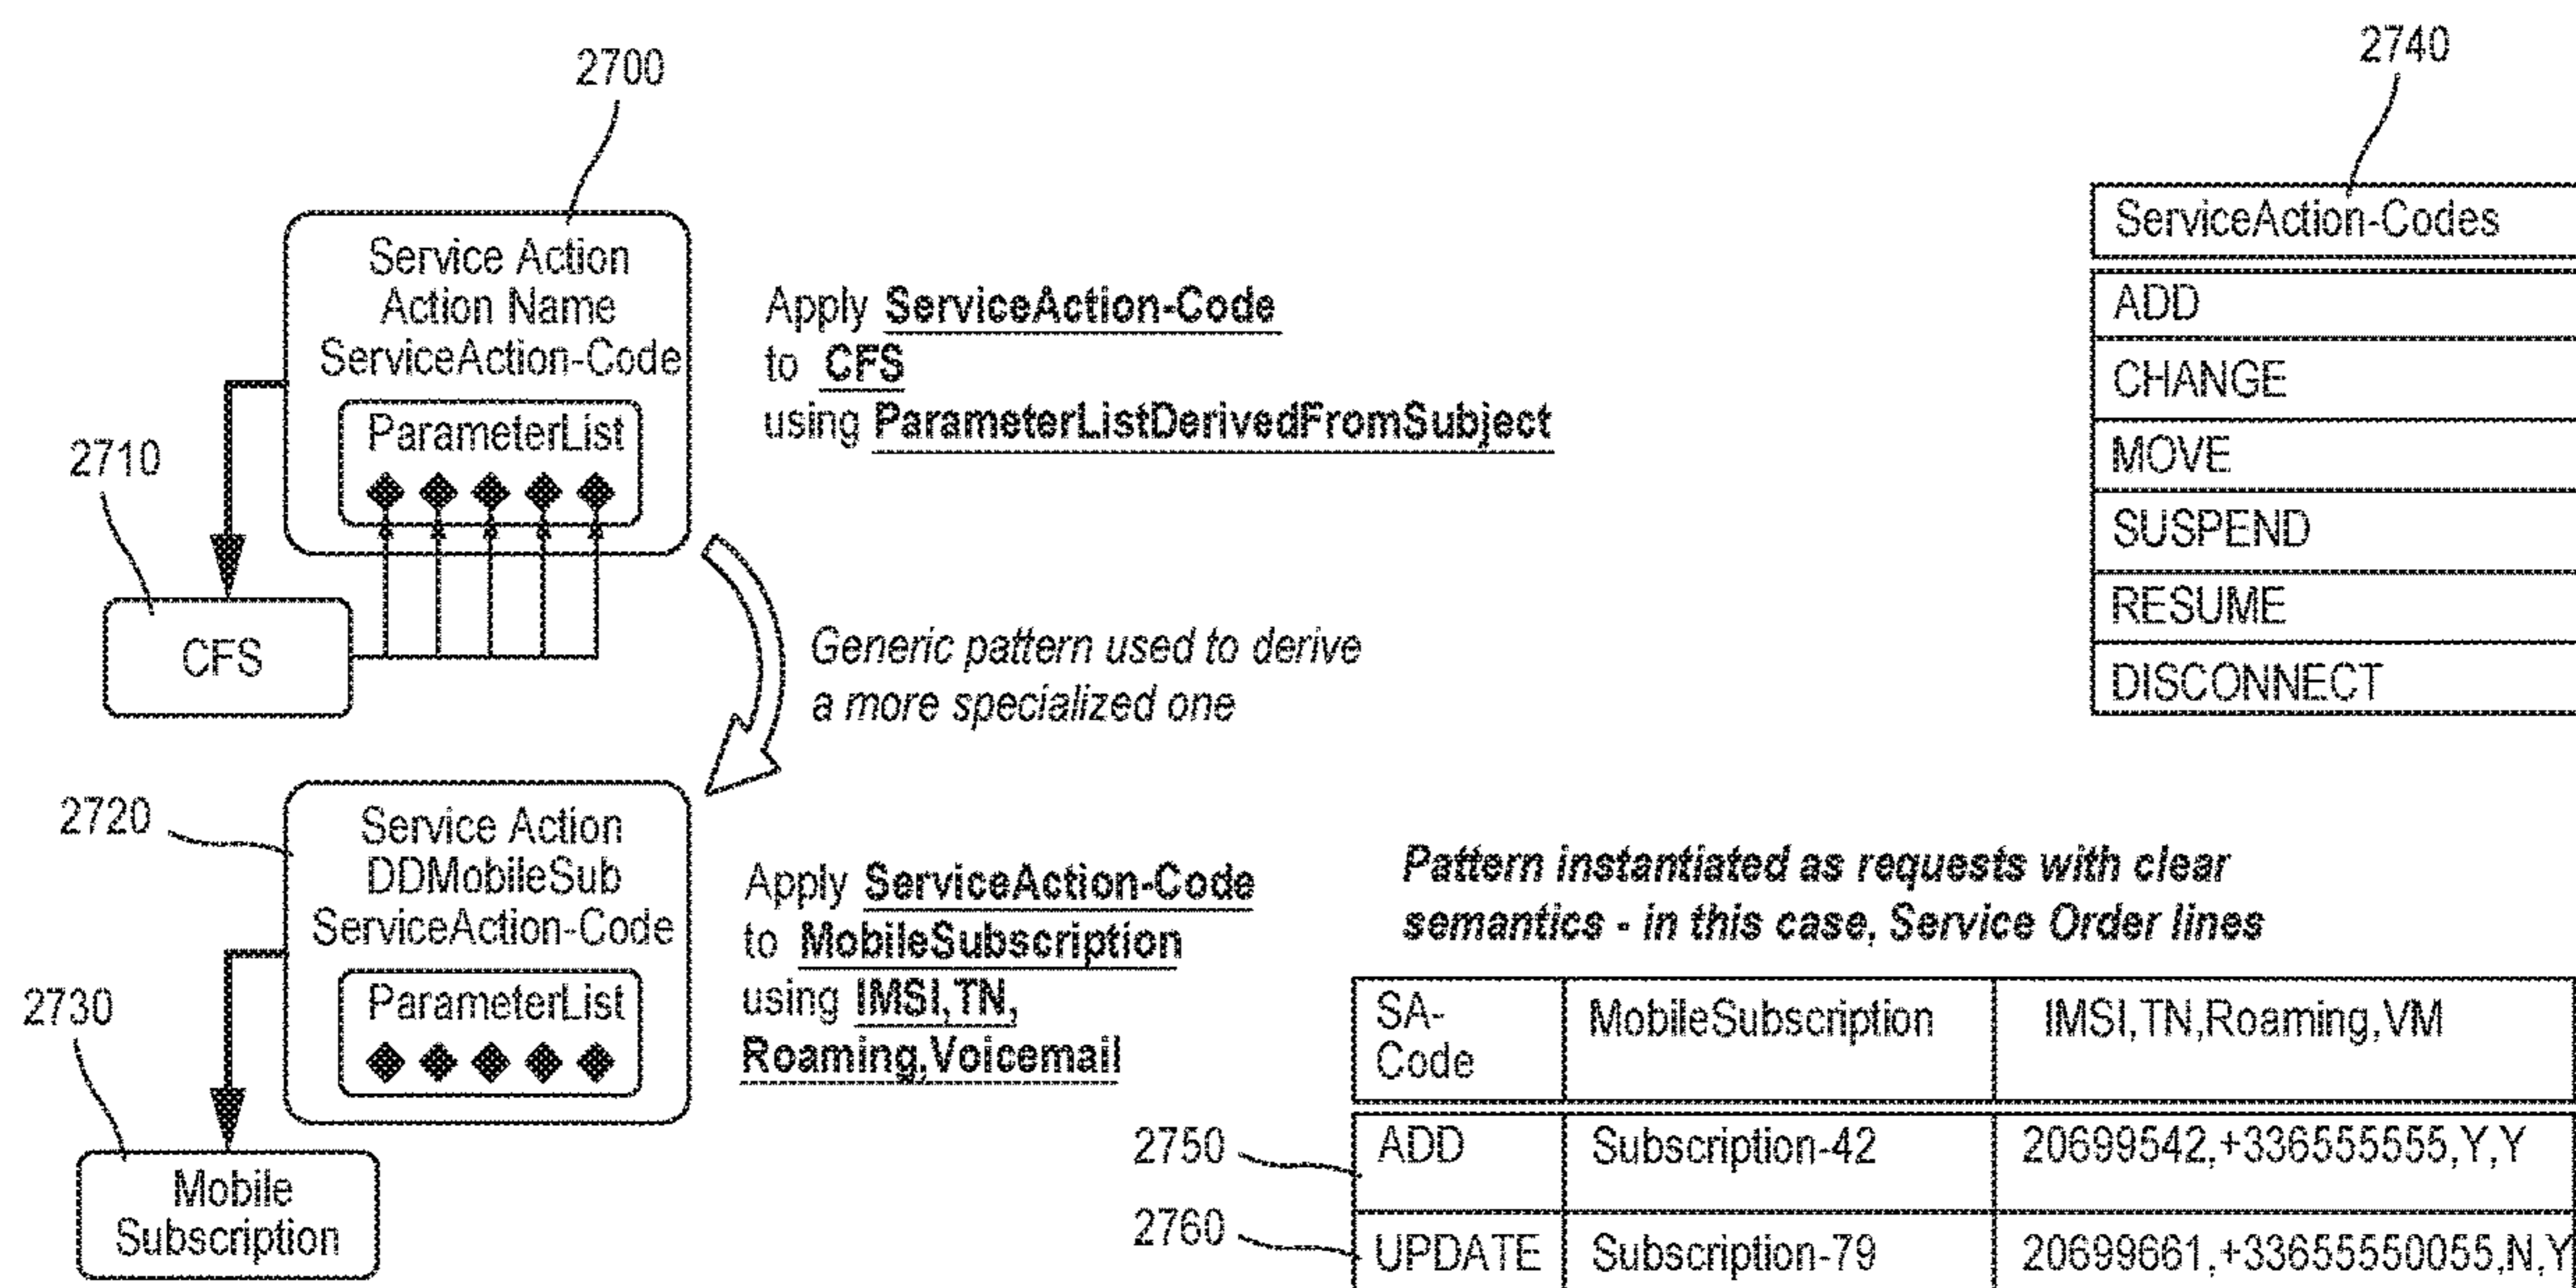 2700
Service Action
Action Name
ServiceAction-Code
ParameterList
2710
CFS
Apply ServiceAction-Code
to CFS
using ParameterListDerivedFromSubject
Generic pattern used to derive
a more specialized one
2740
ServiceAction-Codes
ADD
CHANGE
MOVE
SUSPEND
RESUME
DISCONNECT
2720
Service Action
DDMobileSub
ServiceAction-Code
ParameterList
2730
Mobile
Subscription
Apply ServiceAction-Code
to MobileSubscription
using IMSI,TN,
Roaming,Voicemail
Pattern instantiated as requests with clear
semantics - in this case, Service Order lines
SA-
Code
MobileSubscription
IMSI,TN,Roaming,VM
2750
ADD
Subscription-42
20699542,+336555555,Y,Y
2760
UPDATE
Subscription-79
20699661,+33655550055,N,Y